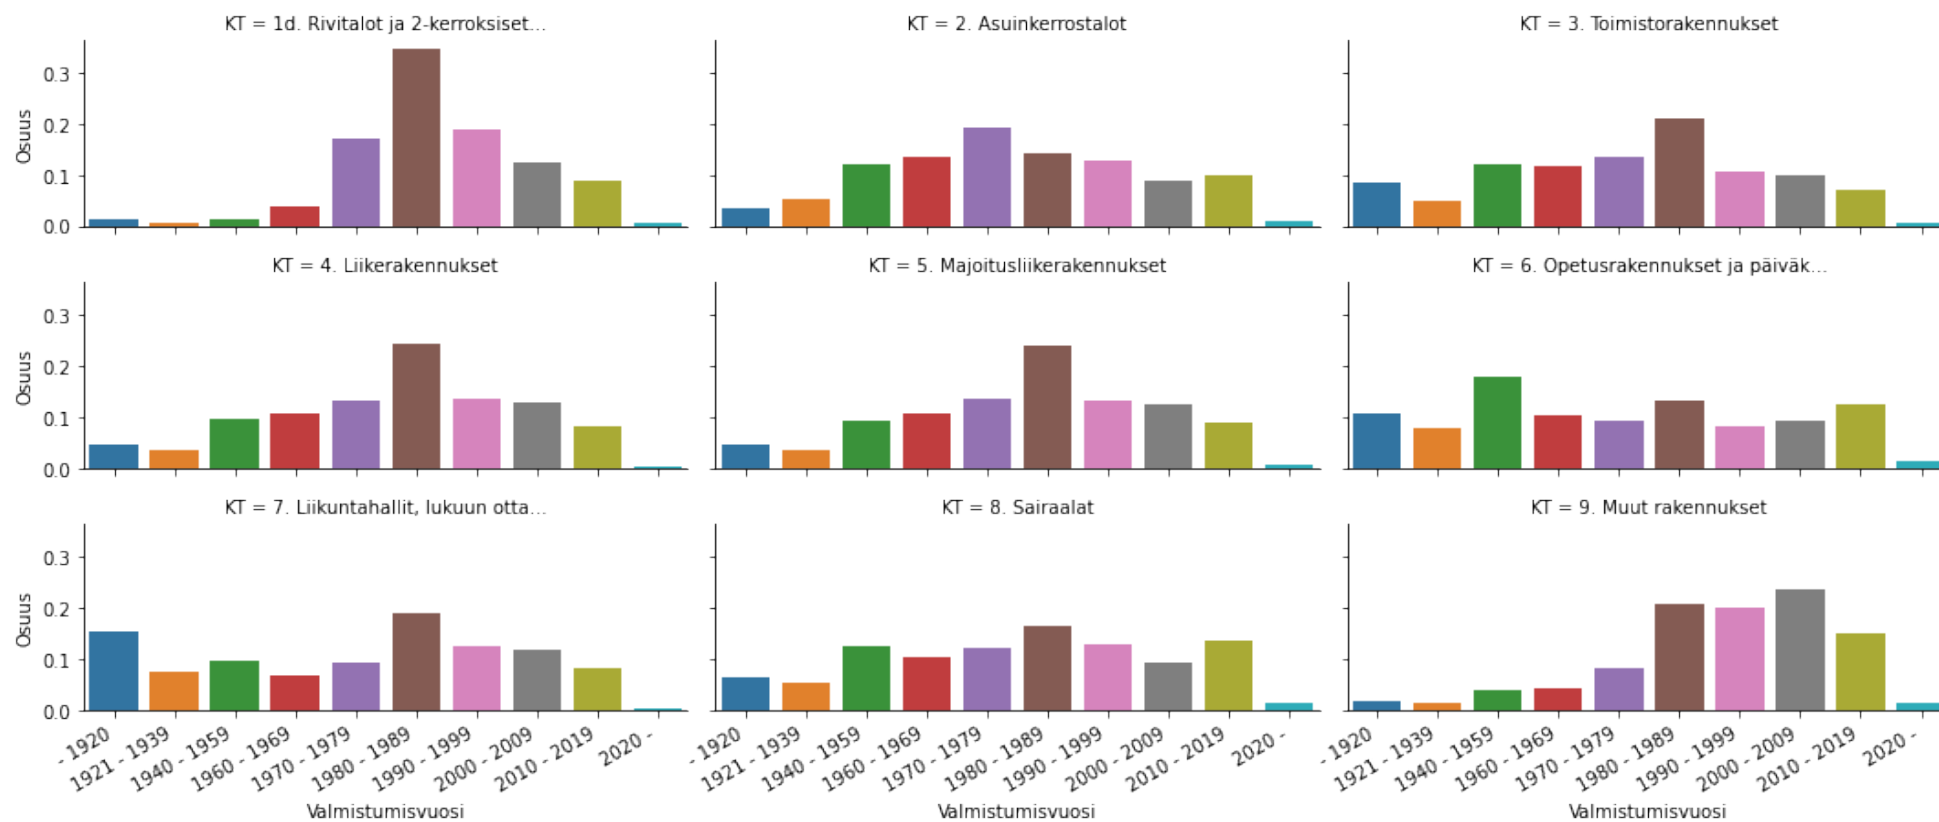 KT = 1d. Rivitalot ja 2-kerroksiset...
KT = 2. Asuinkerrostalot
KT = 3. Toimistorakennukset
0.3
0.2
0.1
0.0
Osuus
KT = 4. Liikerakennukset
KT = 5. Majoitusliikerakennukset
KT = 6. Opetusrakennukset ja päiväk...
0.3
0.2
0.1
0.0
Osuus
KT = 7. Liikuntahallit, lukuun otta...
KT = 8. Sairaalat
KT = 9. Muut rakennukset
0.3
0.2
0.1
0.0
Osuus
- 1920
1921 - 1939
1940 - 1959
1960 - 1969
1970 - 1979
1980 - 1989
1990 - 1999
2000 - 2009
2010 - 2019
2020 -
Valmistumisvuosi
- 1920
1921 - 1939
1940 - 1959
1960 - 1969
1970 - 1979
1980 - 1989
1990 - 1999
2000 - 2009
2010 - 2019
2020 -
Valmistumisvuosi
- 1920
1921 - 1939
1940 - 1959
1960 - 1969
1970 - 1979
1980 - 1989
1990 - 1999
2000 - 2009
2010 - 2019
2020 -
Valmistumisvuosi